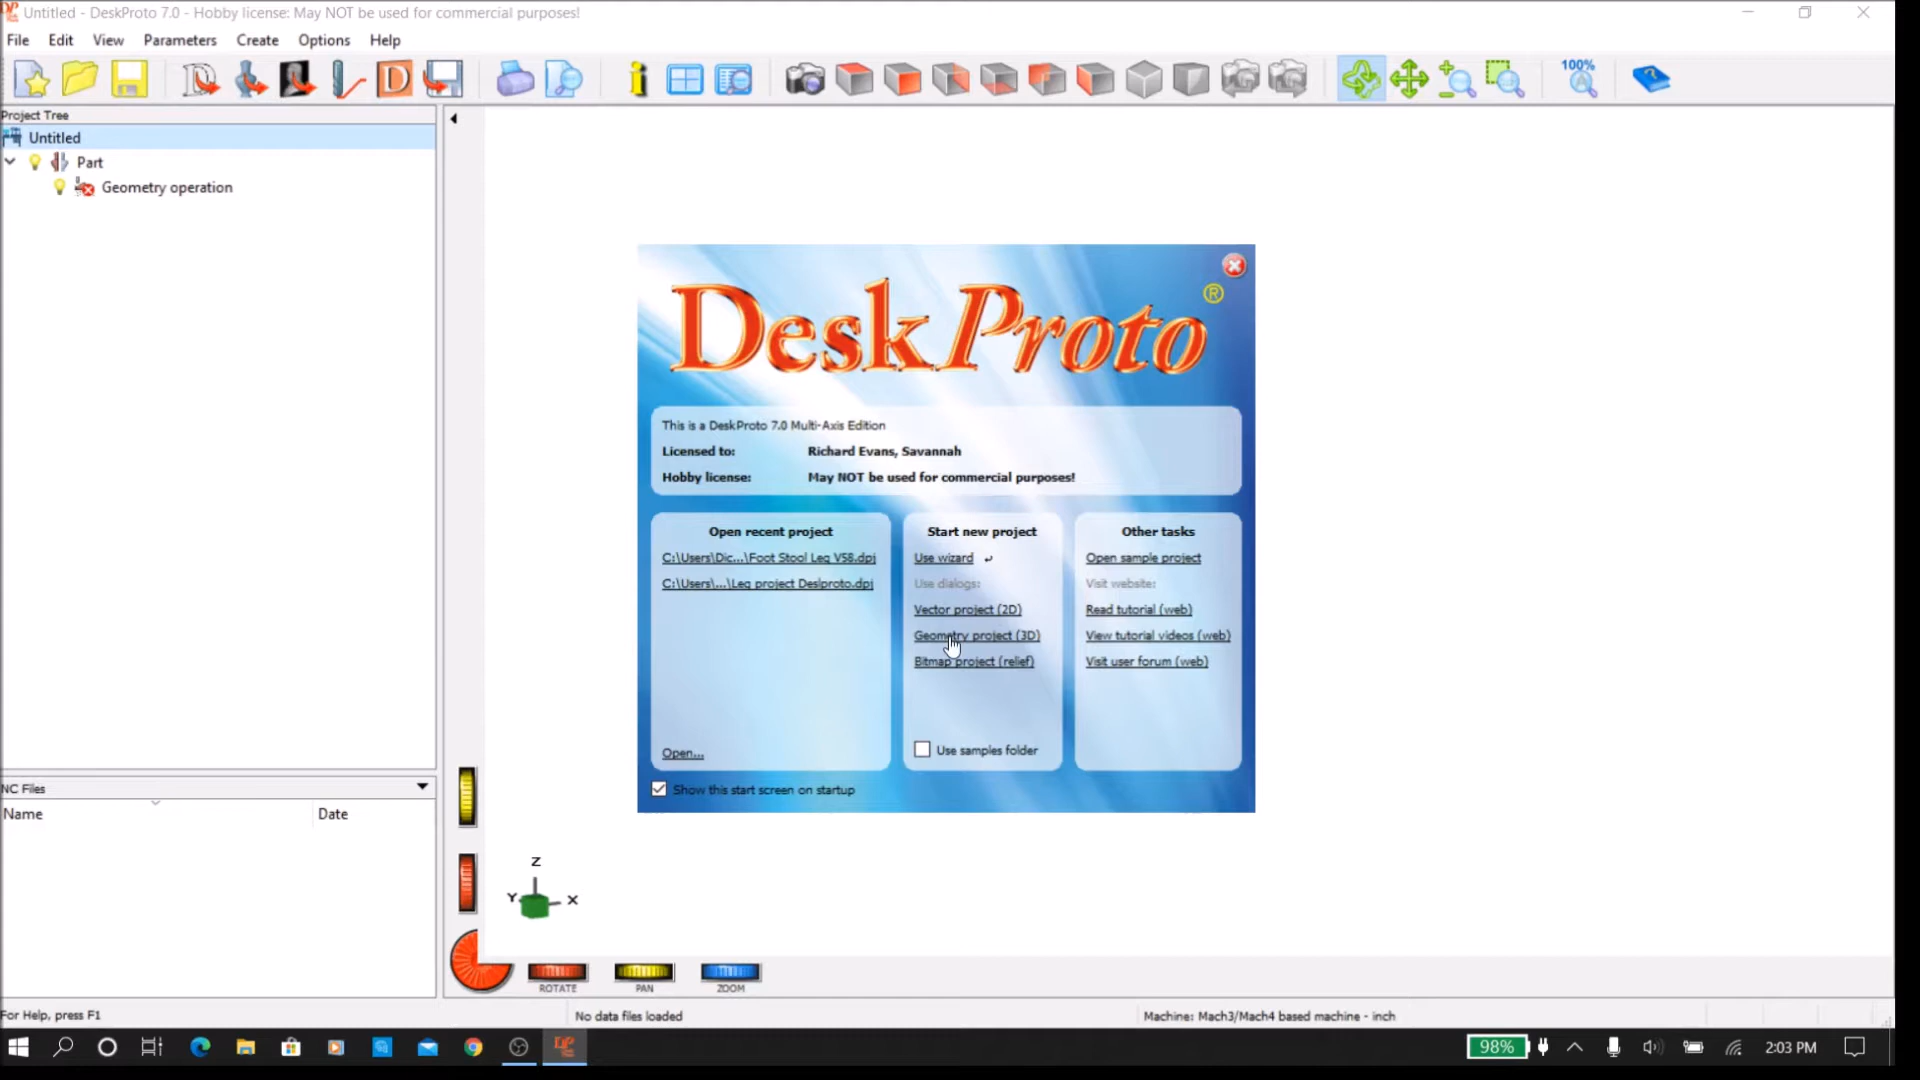 Untitled - DeskProto 7.0 - Hobby license: May NOT be used for commercial purposes!
File Edit View Parameters Create Options Help
D D i 100%
Project Tree
Untitled
Part
Geometry operation
DeskProto ®
This is a DeskProto 7.0 Multi-Axis Edition
Licensed to: Richard Evans, Savannah
Hobby license: May NOT be used for commercial purposes!
Open recent project
C:\Users\Dic...\Foot Stool Leg V58.dpj
C:\Users\...\Leg project Deslproto.dpj
Open...
Start new project
Use wizard
Use dialogs:
Vector project (2D)
Geometry project (3D)
Bitmap project (relief)
Use samples folder
Other tasks
Open sample project
Visit website:
Read tutorial (web)
View tutorial videos (web)
Visit user forum (web)
Show this start screen on startup
NC Files
Name Date
Z
Y X
ROTATE PAN ZOOM
For Help, press F1 No data files loaded Machine: Mach3/Mach4 based machine - inch
98% 2:03 PM